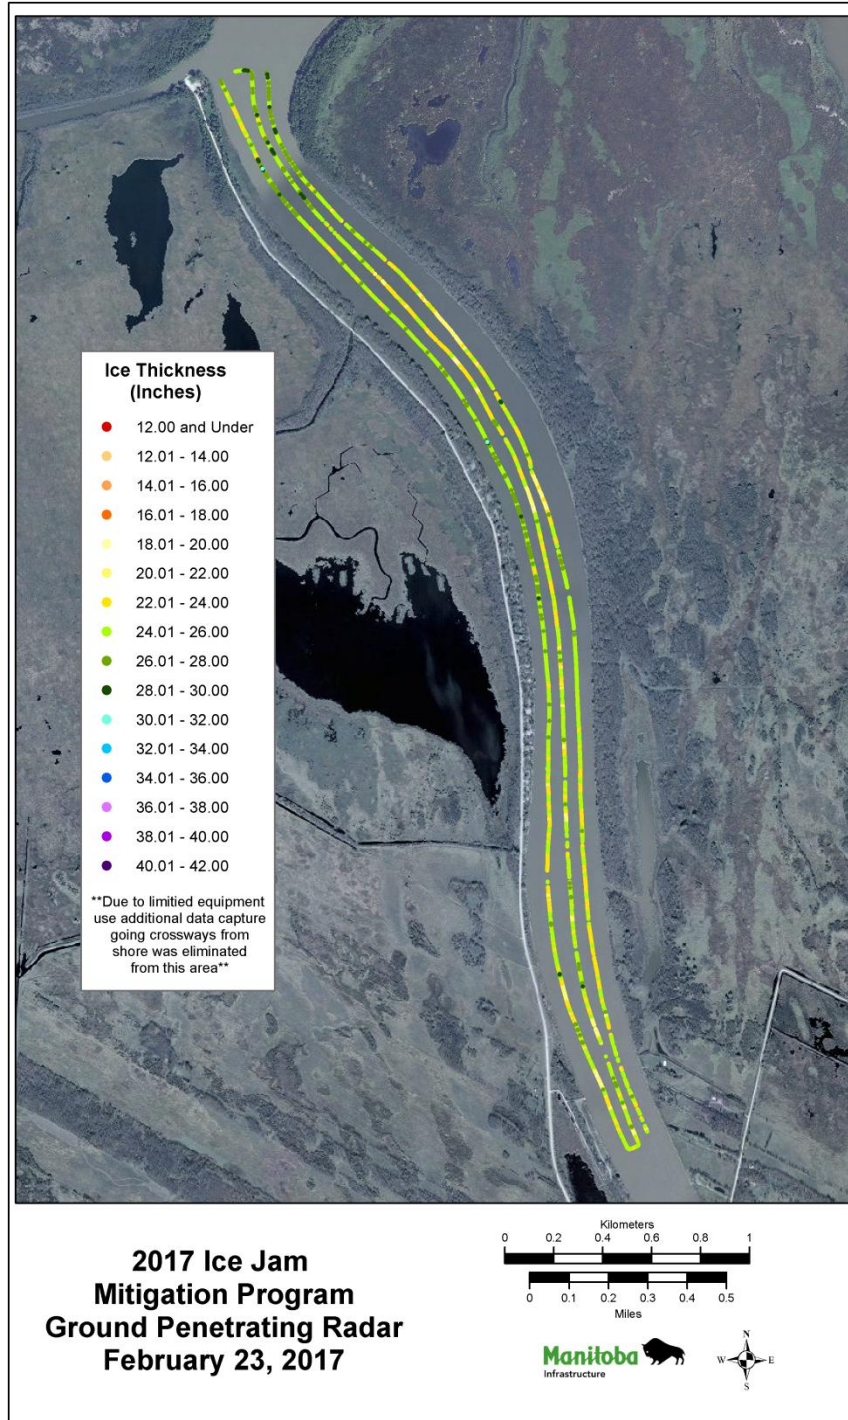 Ice Thickness
(Inches)
12.00 and Under
12.01 - 14.00
14.01 - 16.00
16.01 - 18.00
18.01 - 20.00
20.01 - 22.00
22.01 - 24.00
24.01 - 26.00
26.01 - 28.00
28.01 - 30.00
30.01 - 32.00
32.01 - 34.00
34.01 - 36.00
36.01 - 38.00
38.01 - 40.00
40.01 - 42.00
**Due to limitied equipment
use additional data capture
going crossways from
shore was eliminated
from this area**
2017 Ice Jam
Mitigation Program
Ground Penetrating Radar
February 23, 2017
Kilometers
0 0.2 0.4 0.6 0.8 1
0 0.1 0.2 0.3 0.4 0.5
Miles
Manitoba
Infrastructure
N
W E
S